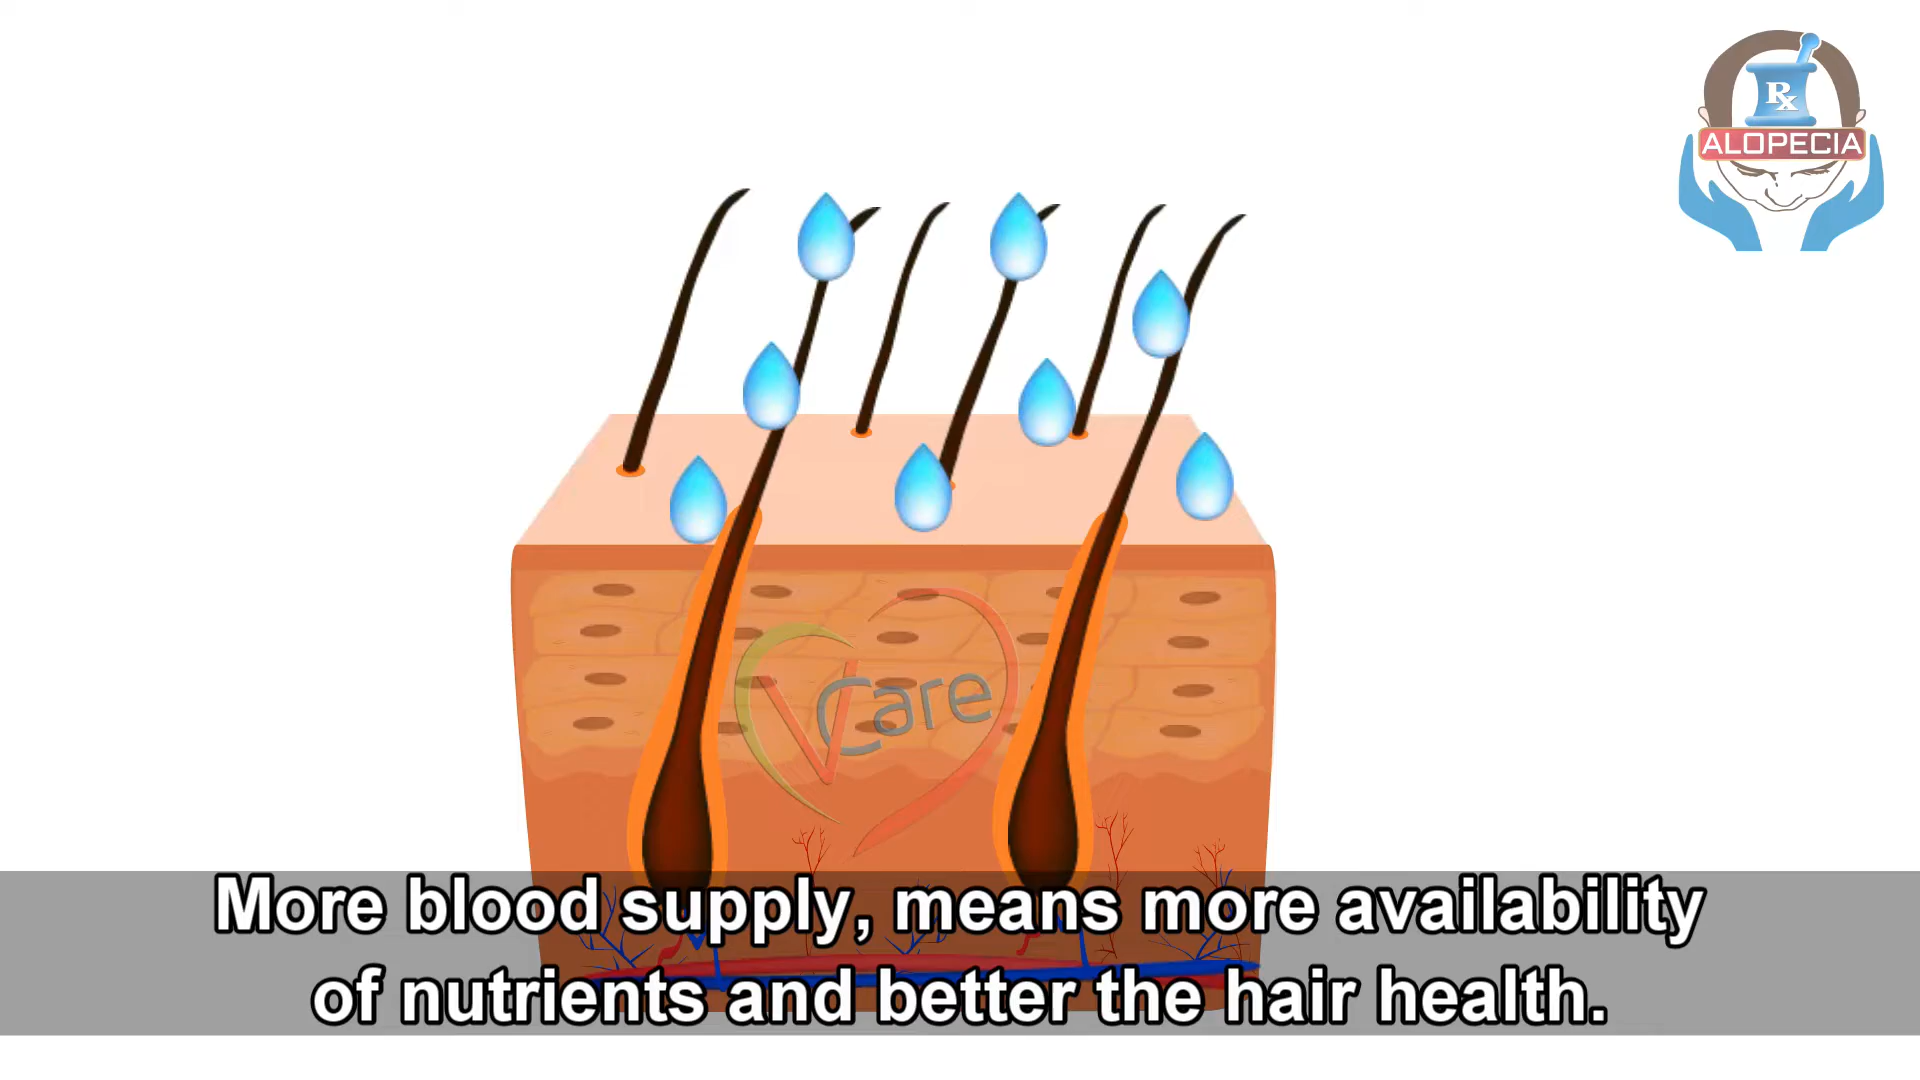 Rx
ALOPECIA
VCare
More blood supply, means more availability
of nutrients and better the hair health.